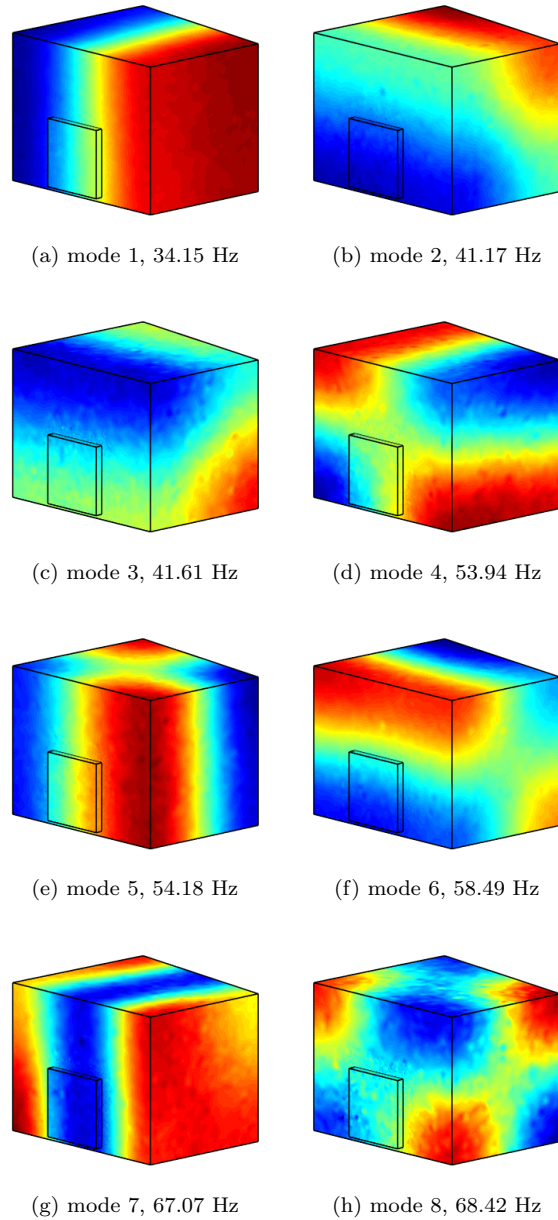 (a) mode 1, 34.15 Hz
(b) mode 2, 41.17 Hz
(c) mode 3, 41.61 Hz
(d) mode 4, 53.94 Hz
(e) mode 5, 54.18 Hz
(f) mode 6, 58.49 Hz
(g) mode 7, 67.07 Hz
(h) mode 8, 68.42 Hz